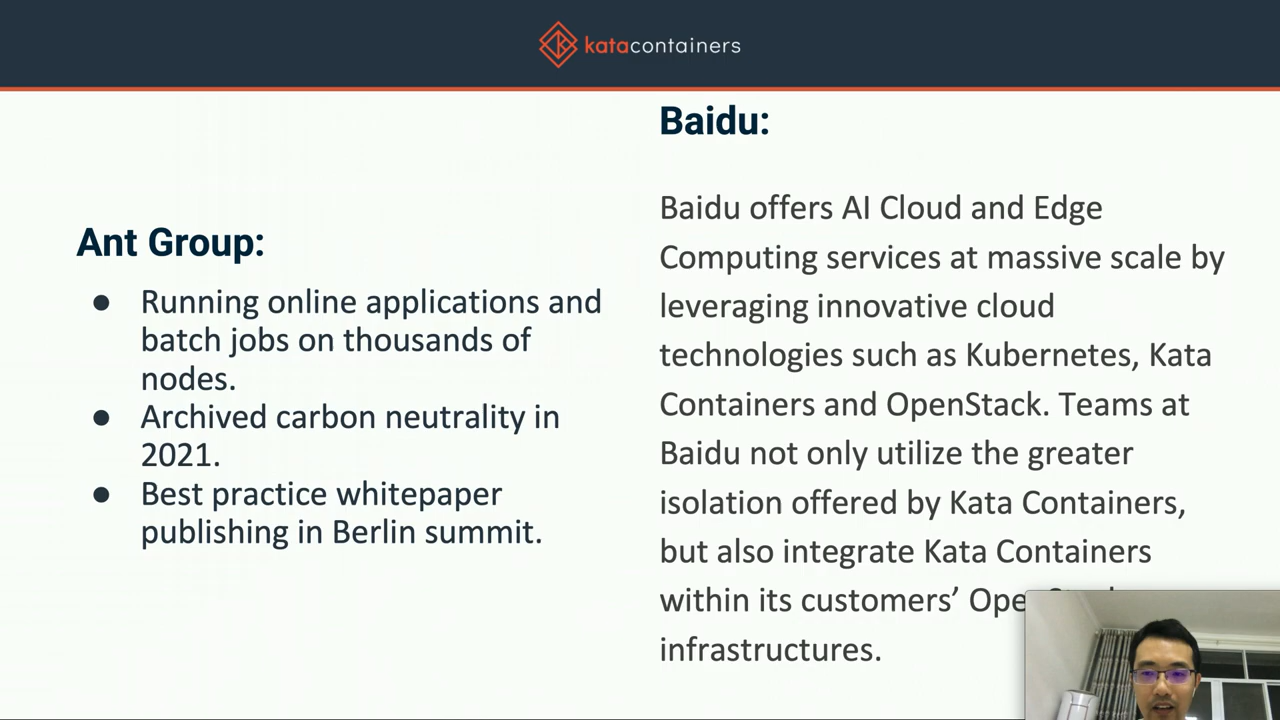 katacontainers
Ant Group:
● Running online applications and
batch jobs on thousands of
nodes.
● Archived carbon neutrality in
2021.
● Best practice whitepaper
publishing in Berlin summit.
Baidu:
Baidu offers AI Cloud and Edge
Computing services at massive scale by
leveraging innovative cloud
technologies such as Kubernetes, Kata
Containers and OpenStack. Teams at
Baidu not only utilize the greater
isolation offered by Kata Containers,
but also integrate Kata Containers
within its customers’
infrastructures.